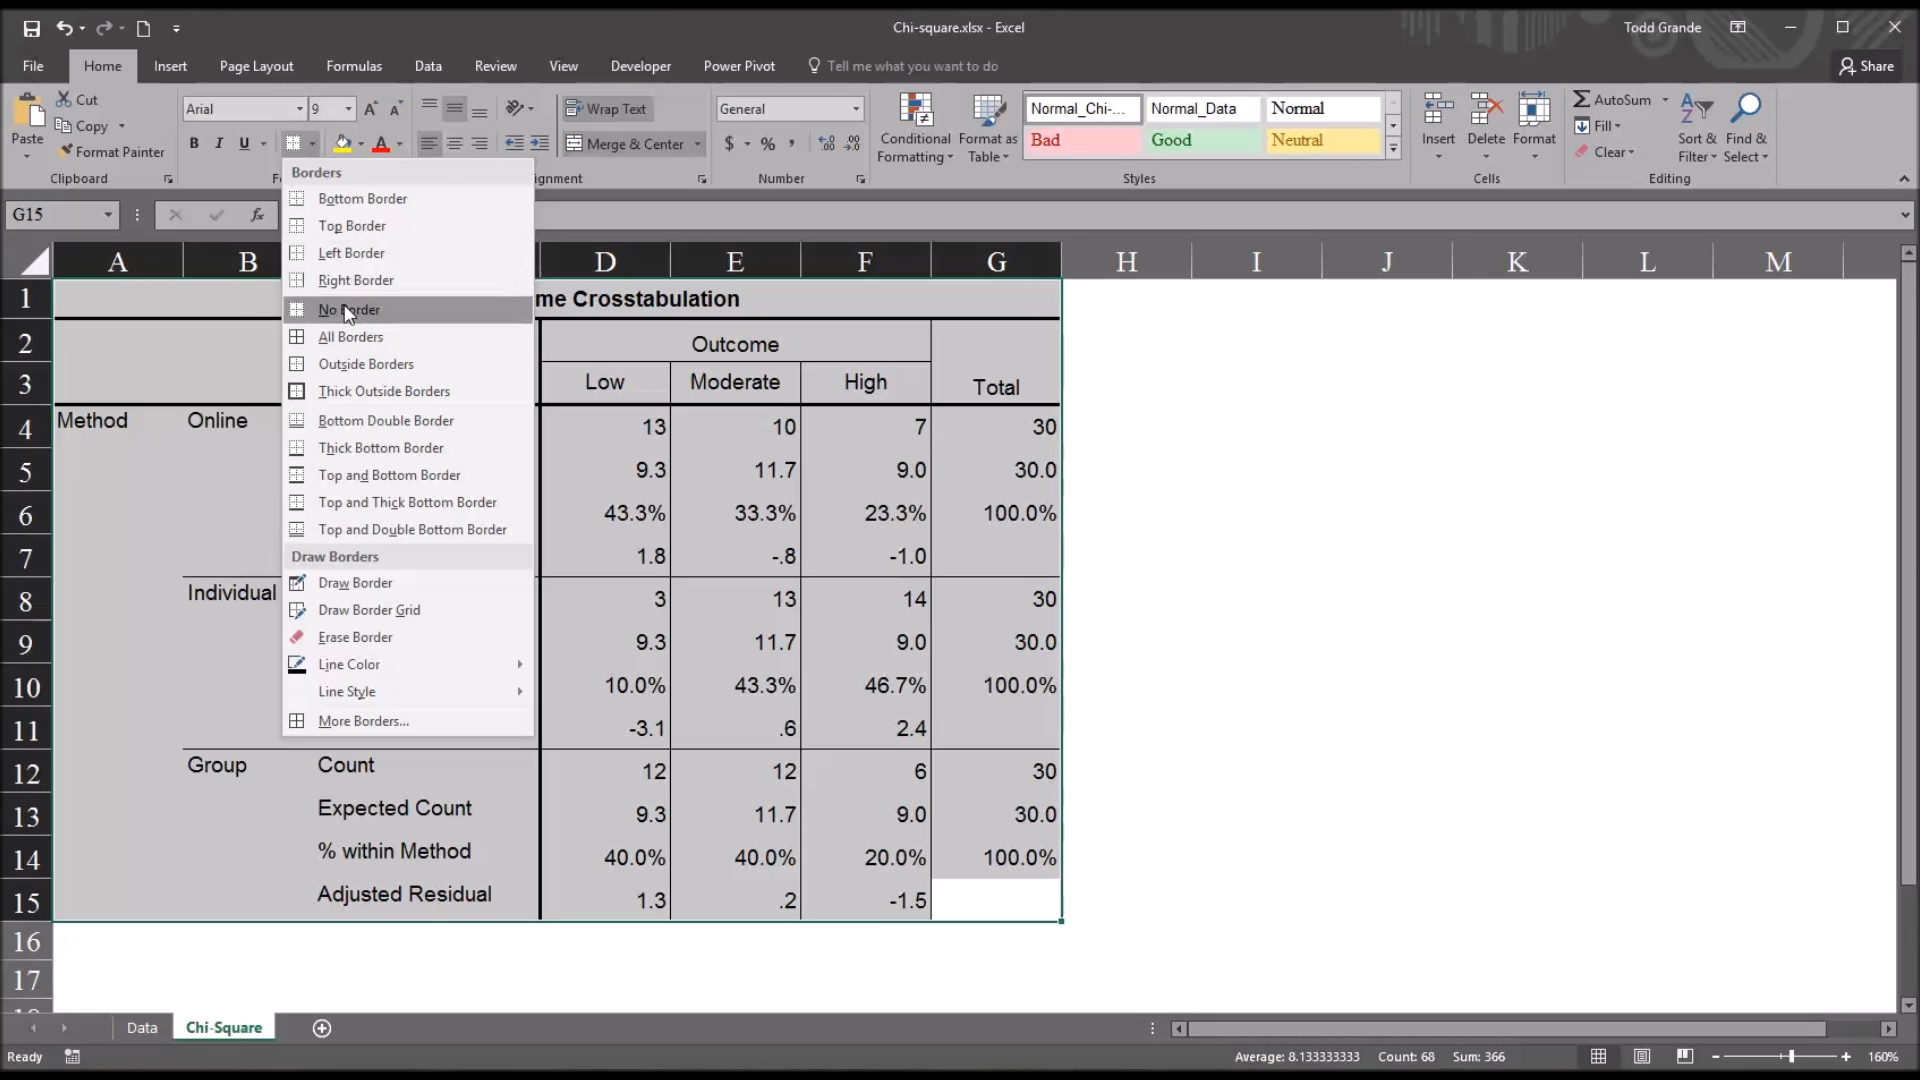 Chi-square.xlsx - Excel
Todd Grande
File Home Insert Page Layout Formulas Data Review View Developer Power Pivot Tell me what you want to do Share
Paste
Cut
Copy
Format Painter
Clipboard
Arial 9
B I U
Wrap Text
Merge & Center
General
$ % ,
Conditional Formatting
Format as Table
Normal_Chi-... Normal_Data Normal
Bad Good Neutral
Styles
Insert Delete Format
Cells
AutoSum
Fill
Clear
Sort & Filter
Find & Select
Editing
Number
G15
fx
Borders
Bottom Border
Top Border
Left Border
Right Border
No Border
All Borders
Outside Borders
Thick Outside Borders
Bottom Double Border
Thick Bottom Border
Top and Bottom Border
Top and Thick Bottom Border
Top and Double Bottom Border
Draw Borders
Draw Border
Draw Border Grid
Erase Border
Line Color
Line Style
More Borders...
A B D E F G H I J K L M
1 me Crosstabulation
2 Outcome
3 Low Moderate High Total
4 Method Online 13 10 7 30
5 9.3 11.7 9.0 30.0
6 43.3% 33.3% 23.3% 100.0%
7 1.8 -.8 -1.0
8 Individual 3 13 14 30
9 9.3 11.7 9.0 30.0
10 10.0% 43.3% 46.7% 100.0%
11 -3.1 .6 2.4
12 Group Count 12 12 6 30
13 Expected Count 9.3 11.7 9.0 30.0
14 % within Method 40.0% 40.0% 20.0% 100.0%
15 Adjusted Residual 1.3 .2 -1.5
16
17
Data Chi-Square
Ready
Average: 8.133333333 Count: 68 Sum: 366
160%